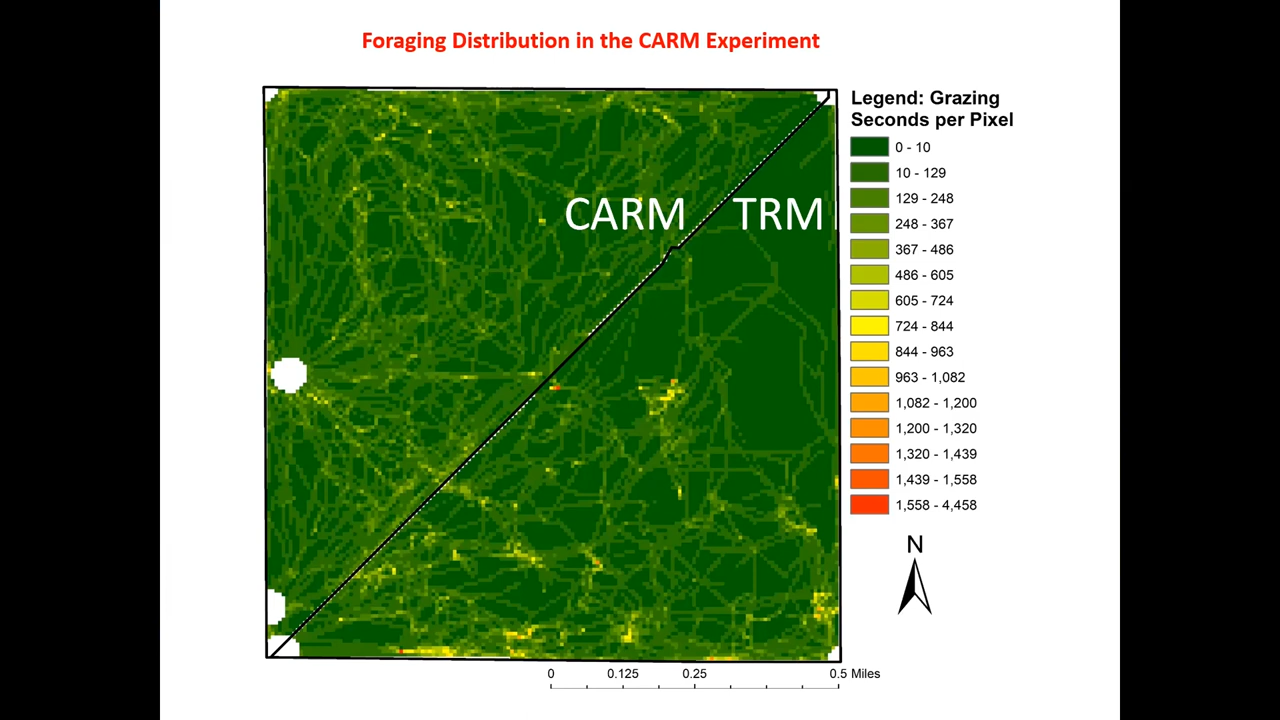 Foraging Distribution in the CARM Experiment
Legend: Grazing
Seconds per Pixel
0 - 10
10 - 129
129 - 248
248 - 367
367 - 486
486 - 605
605 - 724
724 - 844
844 - 963
963 - 1,082
1,082 - 1,200
1,200 - 1,320
1,320 - 1,439
1,439 - 1,558
1,558 - 4,458
CARM
TRM
N
0 0.125 0.25 0.5 Miles